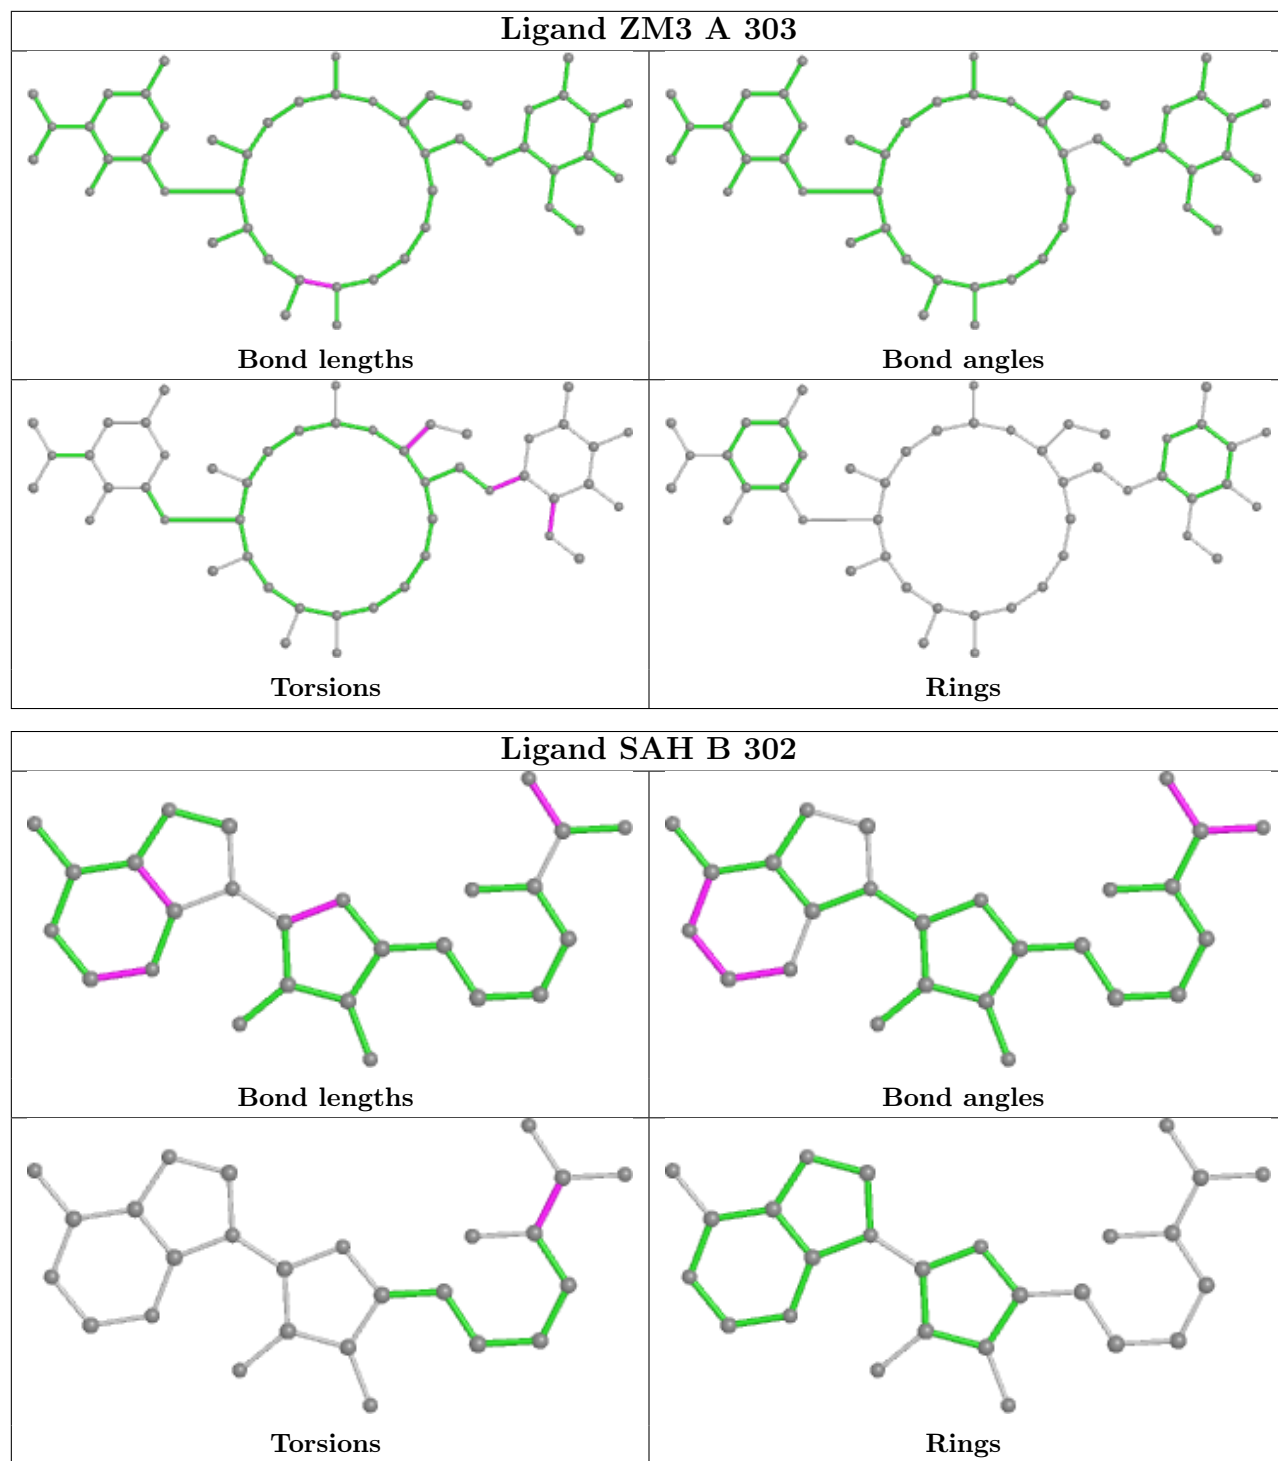 Ligand ZM3 A 303
Bond lengths
Bond angles
Torsions
Rings
Ligand SAH B 302
Bond lengths
Bond angles
Torsions
Rings